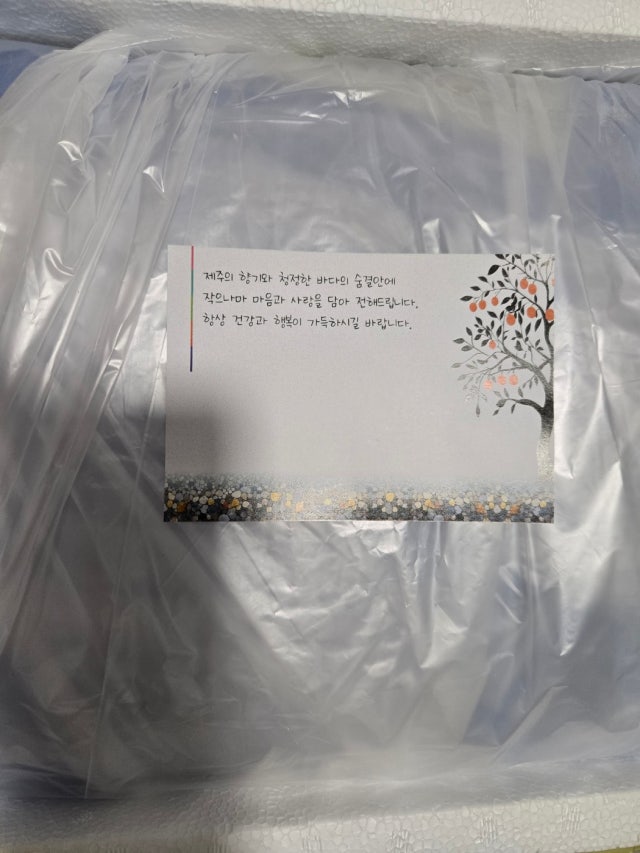 제주의 향기와 청정한 바다의 숨결안에
작으나마 마음과 사랑을 담아 전해드립니다.
항상 건강과 행복이 가득하시길 바랍니다.